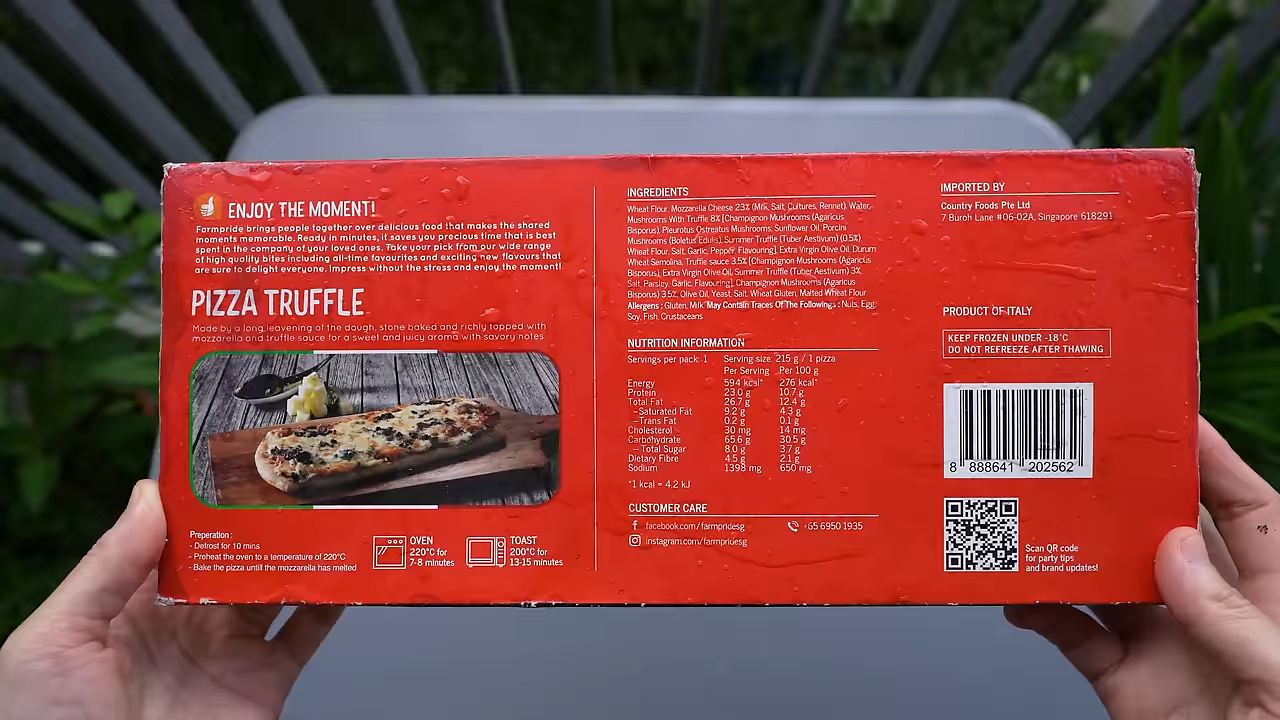 ENJOY THE MOMENT!
Farmpride brings people together over delicious food that makes the shared
moments memorable. Ready in minutes, it saves you precious time that is best
spent in the company of your loved ones. Take your pick from our wide range
of high quality bites including all-time favourites and exciting new flavours that
are sure to delight everyone. Impress without the stress and enjoy the moment!
PIZZA TRUFFLE
Made by a long leavening of the dough, stone baked and richly topped with
mozzarella and truffle sauce for a sweet and juicy aroma with savory notes
Preperation :
- Defrost for 10 mins
- Preheat the oven to a temperature of 220°C
- Bake the pizza untill the mozzarella has melted
OVEN
220°C for
7-8 minutes
TOAST
200°C for
13-15 minutes
INGREDIENTS
Wheat Flour, Mozzarella Cheese 23% (Milk, Salt, Cultures, Rennet), Water,
Mushrooms With Truffle 8% [Champignon Mushrooms (Agaricus
Bisporus), Pleurotus Ostreatus Mushrooms, Sunflower Oil, Porcini
Mushrooms (Boletus Edulis), Summer Truffle (Tuber Aestivum) (0.5%)
Wheat Flour, Salt, Garlic, Pepper, Flavouring], Extra Virgin Olive Oil, Durum
Wheat Semolina, Truffle sauce 3.5% [Champignon Mushrooms (Agaricus
Bisporus), Extra Virgin Olive Oil, Summer Truffle (Tuber Aestivum) 3%,
Salt, Parsley, Garlic, Flavouring], Champignon Mushrooms (Agaricus
Bisporus) 3.5%, Olive Oil, Yeast, Salt, Wheat Gluten, Malted Wheat Flour
Allergens : Gluten, Milk May Contain Traces Of The Followings : Nuts, Egg,
Soy, Fish, Crustaceans
NUTRITION INFORMATION
Servings per pack: 1 Serving size: 215 g / 1 pizza
Per Serving Per 100 g
Energy 594 kcal* 276 kcal*
Protein 23.0 g 10.7 g
Total Fat 26.7 g 12.4 g
–Saturated Fat 9.2 g 4.3 g
–Trans Fat 0.2 g 0.1 g
Cholesterol 30 mg 14 mg
Carbohydrate 65.6 g 30.5 g
– Total Sugar 8.0 g 3.7 g
Dietary Fibre 4.5 g 2.1 g
Sodium 1398 mg 650 mg
*1 kcal = 4.2 kJ
CUSTOMER CARE
facebook.com/farmpridesg +65 6950 1935
instagram.com/farmpridesg
IMPORTED BY
Country Foods Pte Ltd
7 Buroh Lane #06-02A, Singapore 618291
PRODUCT OF ITALY
KEEP FROZEN UNDER -18°C
DO NOT REFREEZE AFTER THAWING
8 888641 202562
Scan QR code
for party tips
and brand updates!